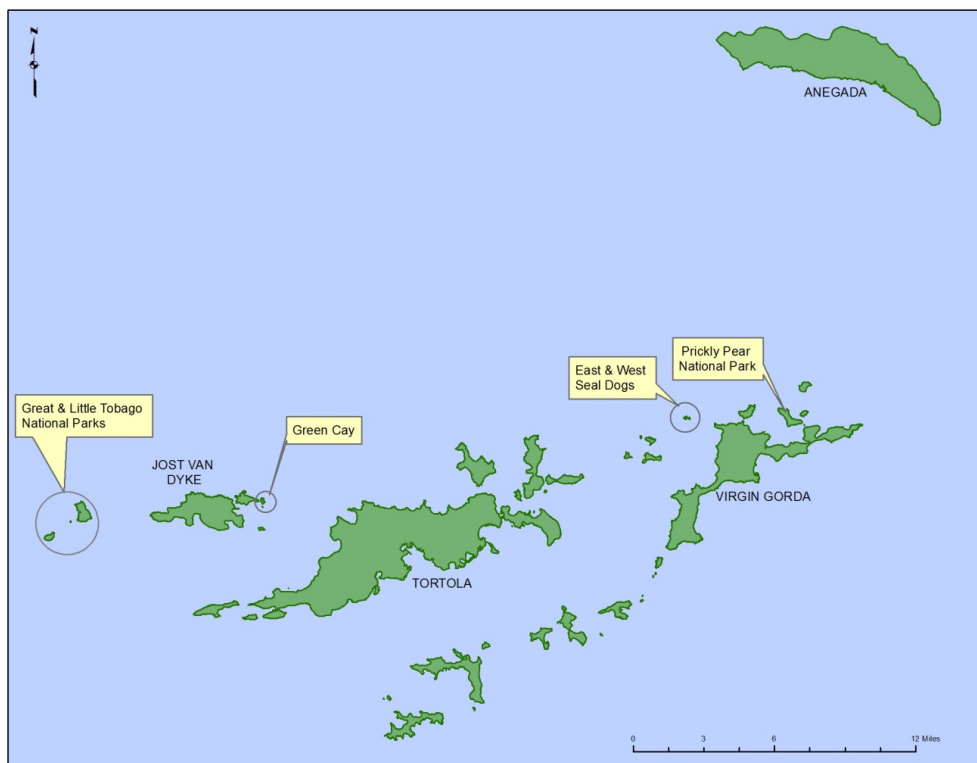 N
ANEGADA
Prickly Pear
National Park
East & West
Seal Dogs
Great & Little Tobago
National Parks
Green Cay
JOST VAN
DYKE
VIRGIN GORDA
TORTOLA
0 3 6 12 Miles